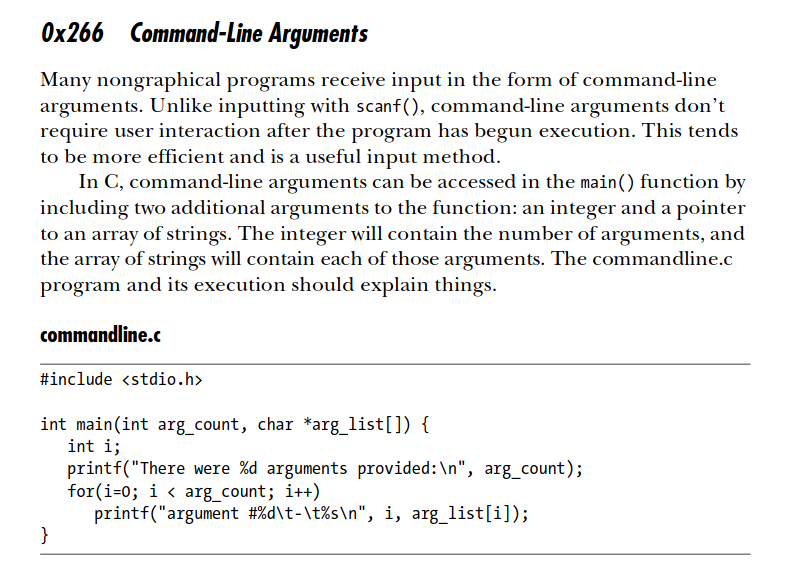 0x266 Command-Line Arguments
Many nongraphical programs receive input in the form of command-line
arguments. Unlike inputting with scanf(), command-line arguments don’t
require user interaction after the program has begun execution. This tends
to be more efficient and is a useful input method.
In C, command-line arguments can be accessed in the main() function by
including two additional arguments to the function: an integer and a pointer
to an array of strings. The integer will contain the number of arguments, and
the array of strings will contain each of those arguments. The commandline.c
program and its execution should explain things.
commandline.c
#include <stdio.h>
int main(int arg_count, char *arg_list[]) {
int i;
printf("There were %d arguments provided:\n", arg_count);
for(i=0; i < arg_count; i++)
printf("argument #%d\t-\t%s\n", i, arg_list[i]);
}